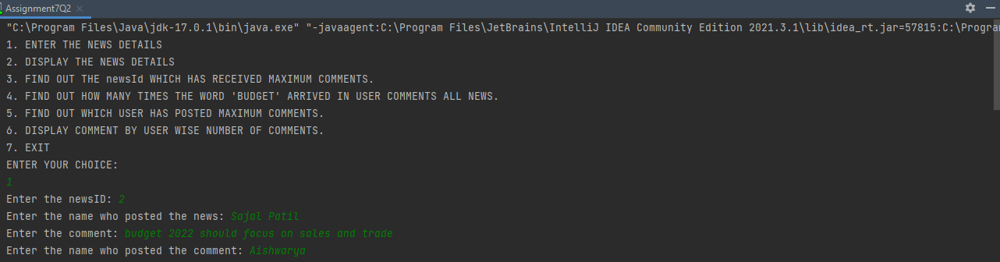 Assignment7Q2
"C:\Program Files\Java\jdk-17.0.1\bin\java.exe" "-javaagent:C:\Program Files\JetBrains\IntelliJ IDEA Community Edition 2021.3.1\lib\idea_rt.jar=57815:C:\Program
1. ENTER THE NEWS DETAILS
2. DISPLAY THE NEWS DETAILS
3. FIND OUT THE newsId WHICH HAS RECEIVED MAXIMUM COMMENTS.
4. FIND OUT HOW MANY TIMES THE WORD 'BUDGET' ARRIVED IN USER COMMENTS ALL NEWS.
5. FIND OUT WHICH USER HAS POSTED MAXIMUM COMMENTS.
6. DISPLAY COMMENT BY USER WISE NUMBER OF COMMENTS.
7. EXIT
ENTER YOUR CHOICE:
1
Enter the newsID: 2
Enter the name who posted the news: Sajal Patil
Enter the comment: budget 2022 should focus on sales and trade
Enter the name who posted the comment: Aishwarya